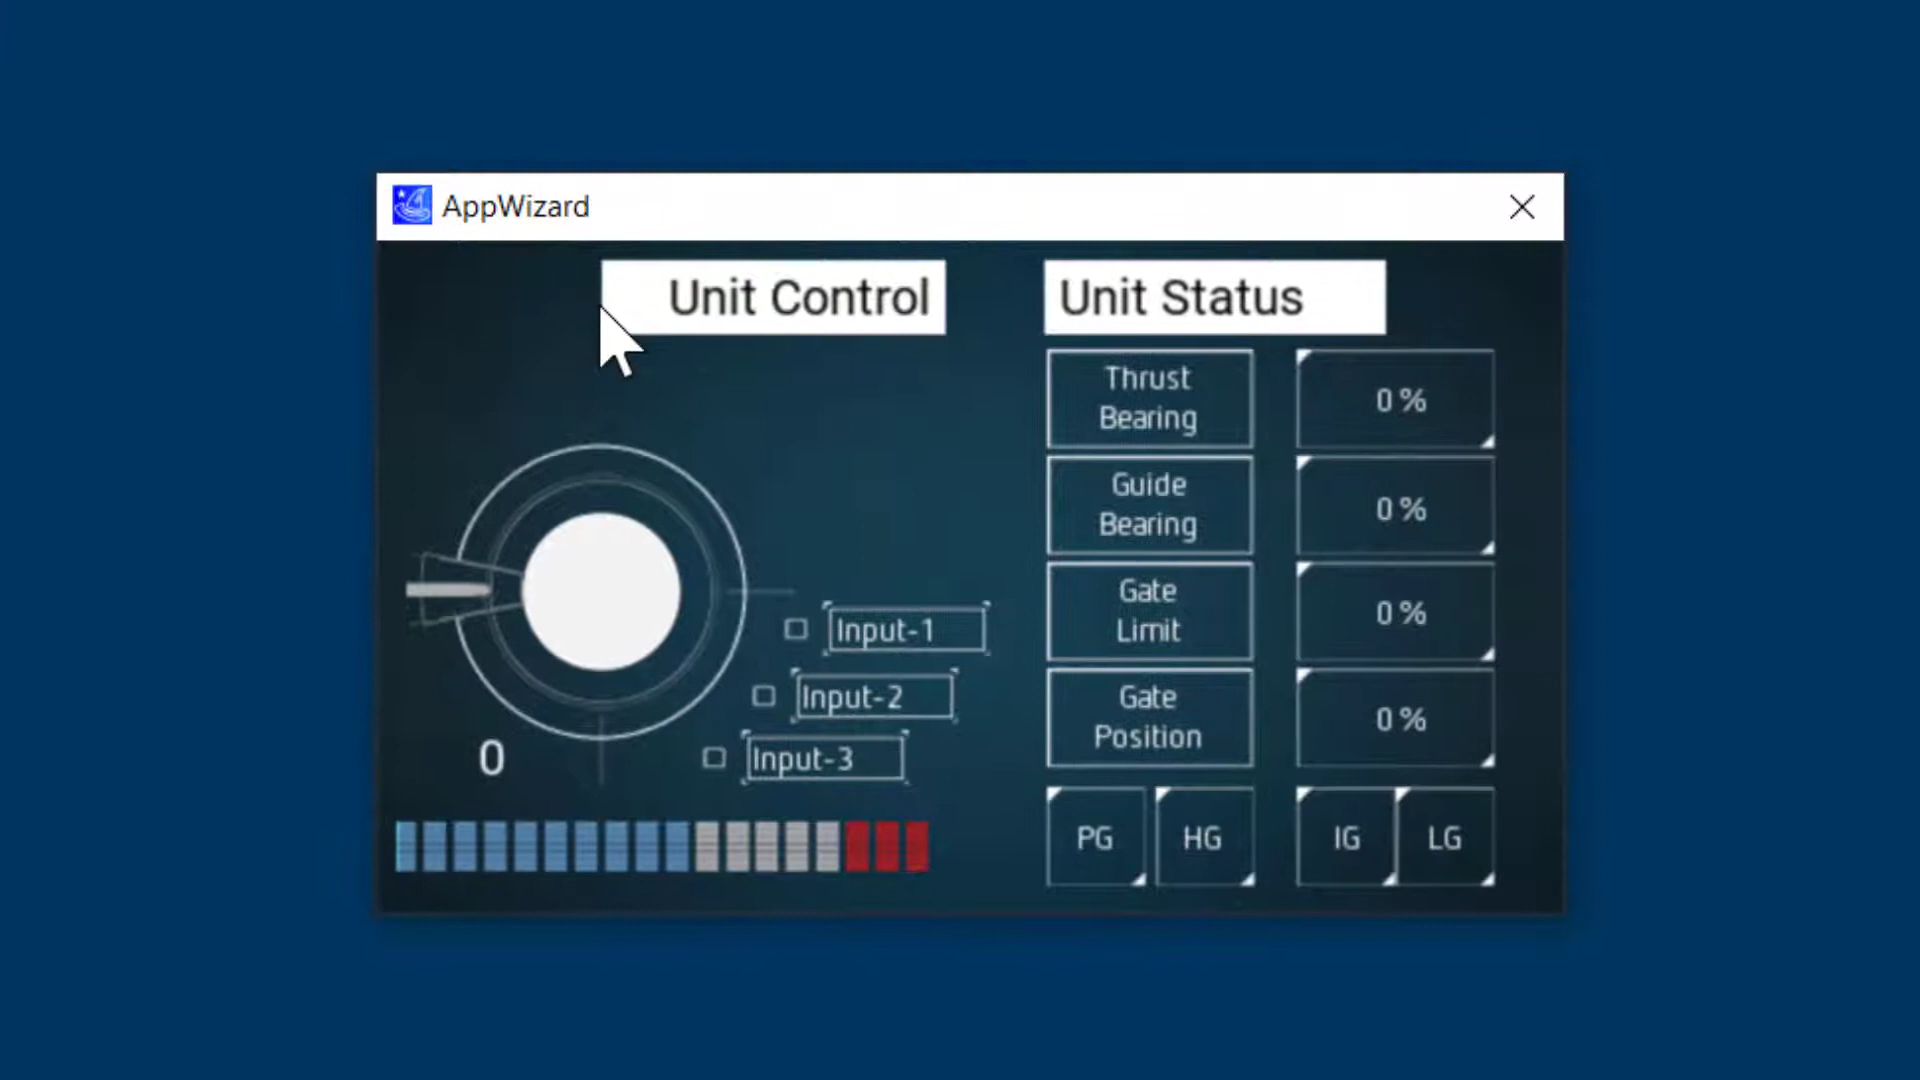 AppWizard
Unit Control
Unit Status
Thrust
Bearing
0 %
Guide
Bearing
0 %
Gate
Limit
0 %
Gate
Position
0 %
Input-1
Input-2
Input-3
0
PG
HG
IG
LG